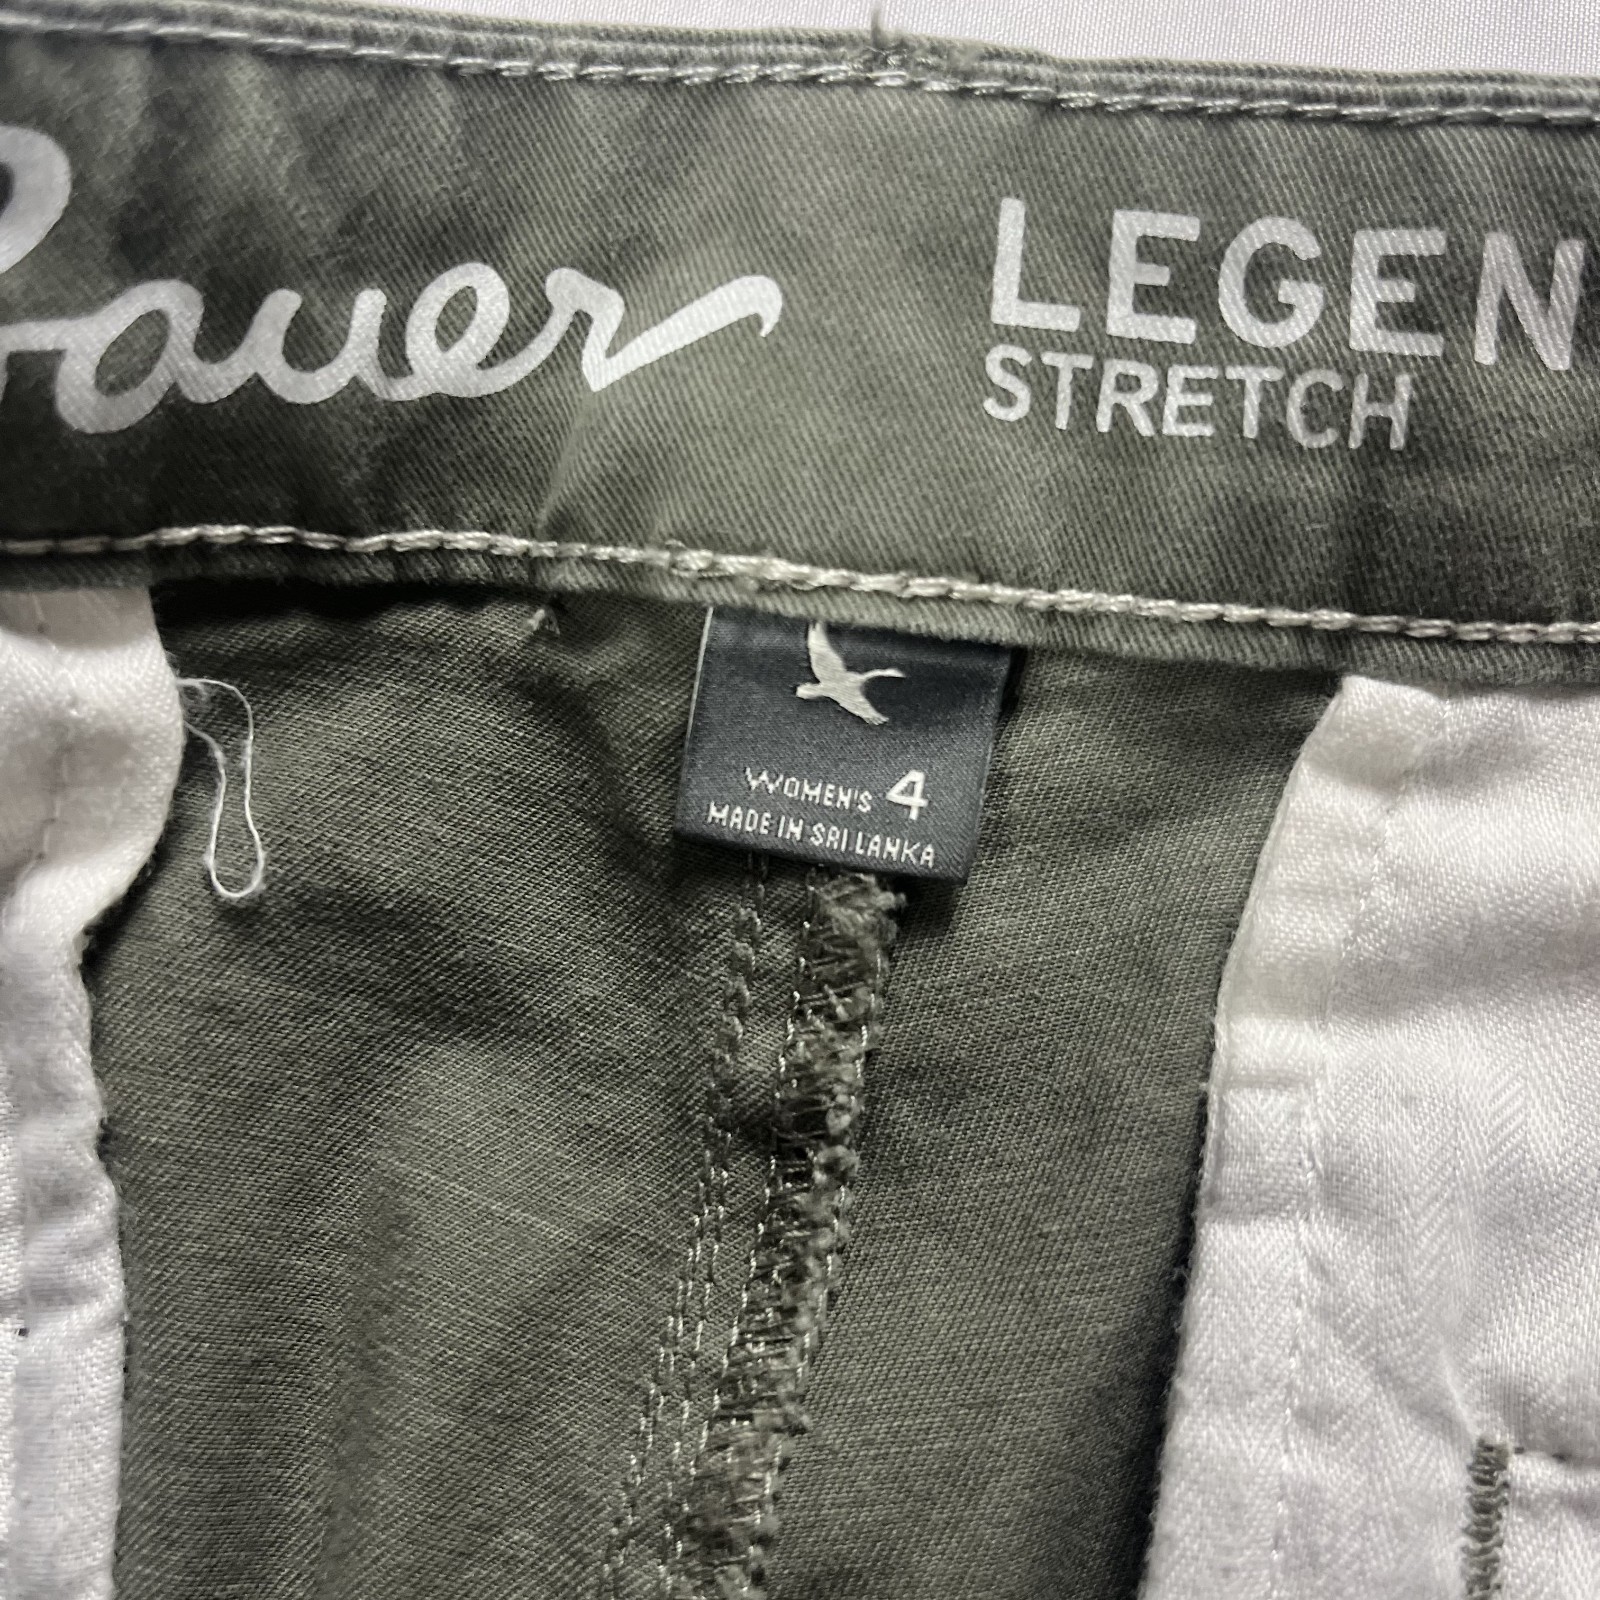 Bauer
LEGEN
STRETCH
WOMEN'S 4
MADE IN SRI LANKA